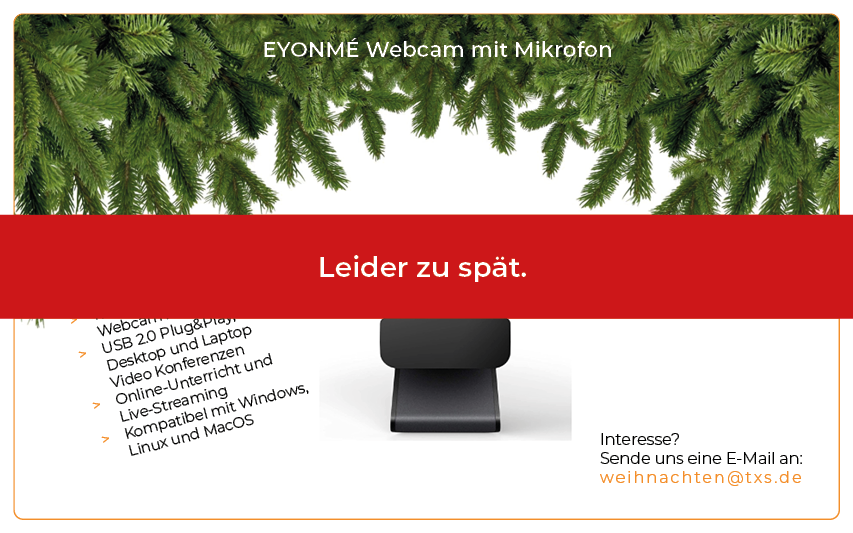 EYONMÉ Webcam mit Mikrofon
Leider zu spät.
Webcam
USB 2.0 Plug&Play,
> Desktop und Laptop
Video Konferenzen
> Online-Unterricht und
Live-Streaming
> Kompatibel mit Windows,
Linux und MacOS
Interesse?
Sende uns eine E-Mail an:
weihnachten@txs.de